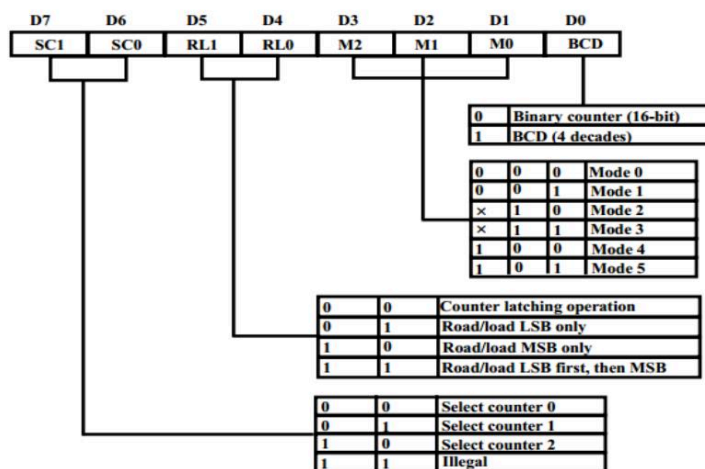 D7 D6 D5 D4 D3 D2 D1 D0
SC1 SC0 RL1 RL0 M2 M1 M0 BCD
0 Binary counter (16-bit)
1 BCD (4 decades)
0 0 0 Mode 0
0 0 1 Mode 1
× 1 0 Mode 2
× 1 1 Mode 3
1 0 0 Mode 4
1 0 1 Mode 5
0 0 Counter latching operation
0 1 Road/load LSB only
1 0 Road/load MSB only
1 1 Road/load LSB first, then MSB
0 0 Select counter 0
0 1 Select counter 1
1 0 Select counter 2
1 1 Illegal